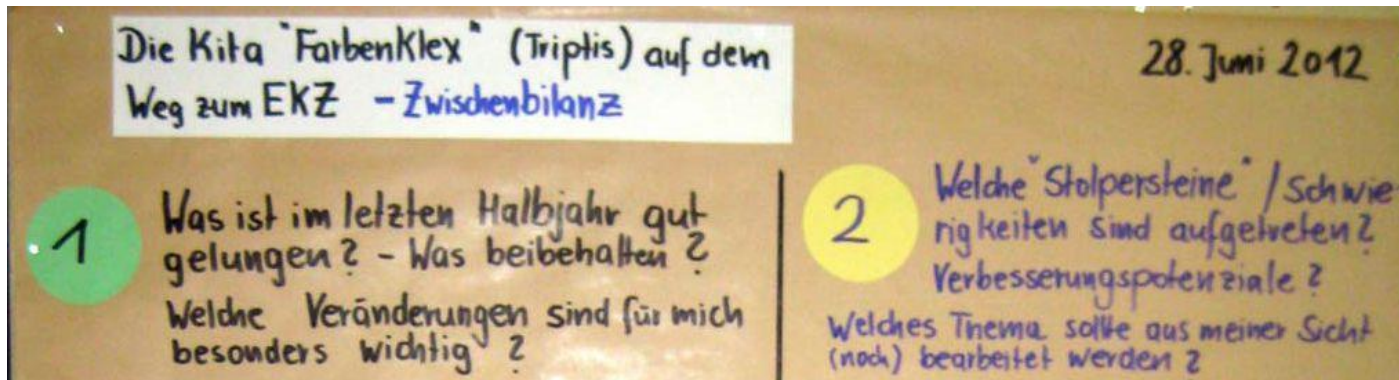 Die Kita "Farbenklex" (Triptis) auf dem
Weg zum EKZ - Zwischenbilanz
28. Juni 2012
1
Was ist im letzten Halbjahr gut
gelungen? - Was beibehalten?
Welche Veränderungen sind für mich
besonders wichtig?
2
Welche "Stolpersteine" / Schwie
rigkeiten sind aufgetreten?
Verbesserungspotenziale?
Welches Thema sollte aus meiner Sicht
(noch) bearbeitet werden?